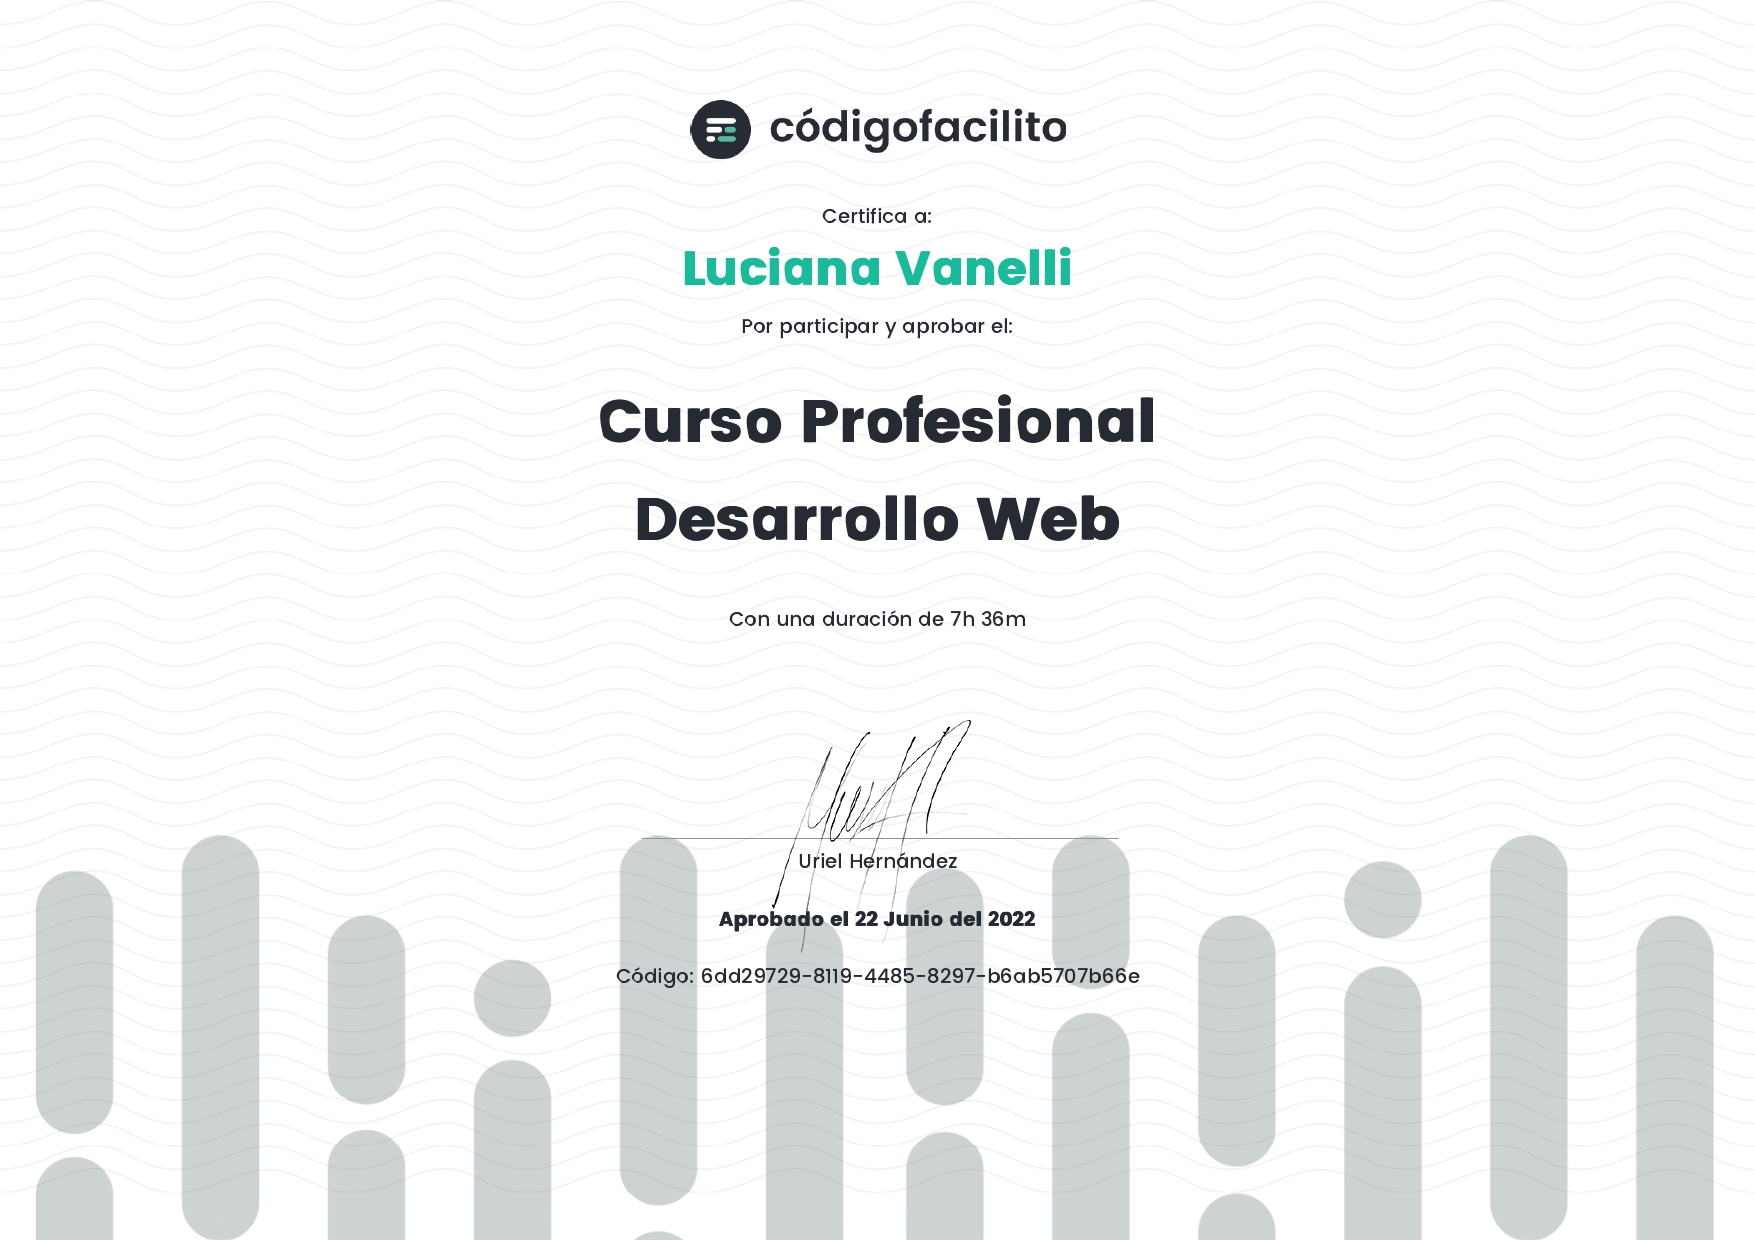 códigofacilito
Certifica a:
Luciana Vanelli
Por participar y aprobar el:
Curso Profesional
Desarrollo Web
Con una duración de 7h 36m
Uriel Hernández
Aprobado el 22 Junio del 2022
Código: 6dd29729-8119-4485-8297-b6ab5707b66e